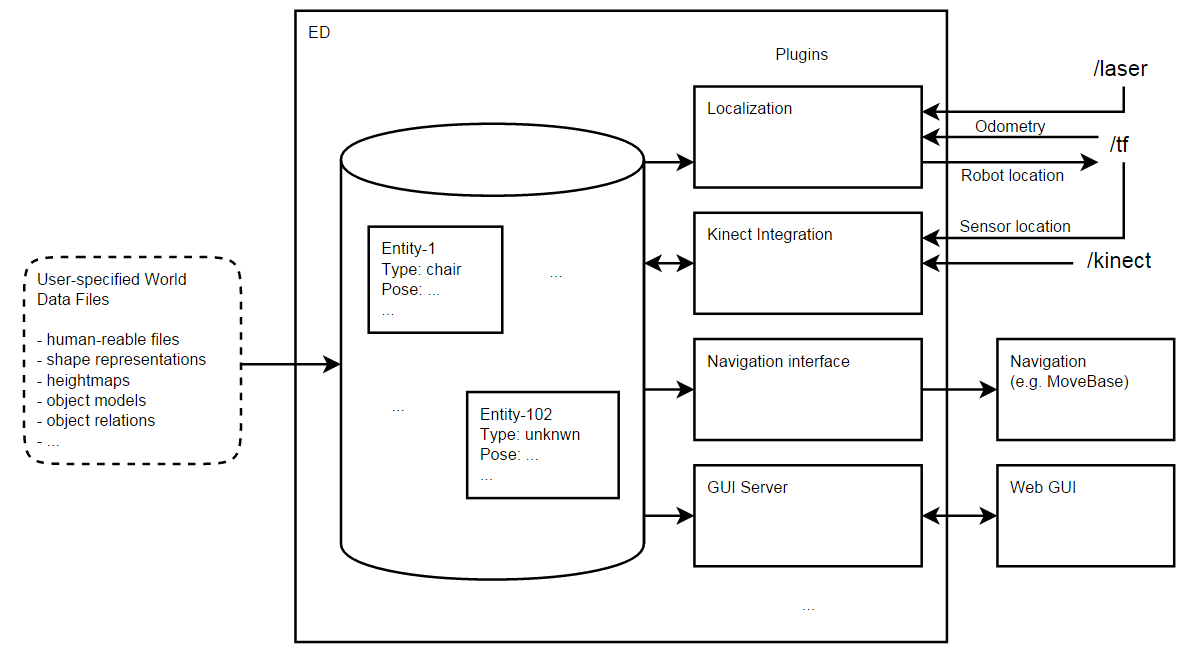 ED
Plugins
/laser
Localization
Odometry
/tf
Robot location
Entity-1
Type: chair
Pose: ...
...
...
Kinect Integration
Sensor location
/kinect
User-specified World
Data Files
- human-reable files
- shape representations
- heightmaps
- object models
- object relations
- ...
...
Entity-102
Type: unknwn
Pose: ...
...
Navigation interface
Navigation
(e.g. MoveBase)
GUI Server
Web GUI
...